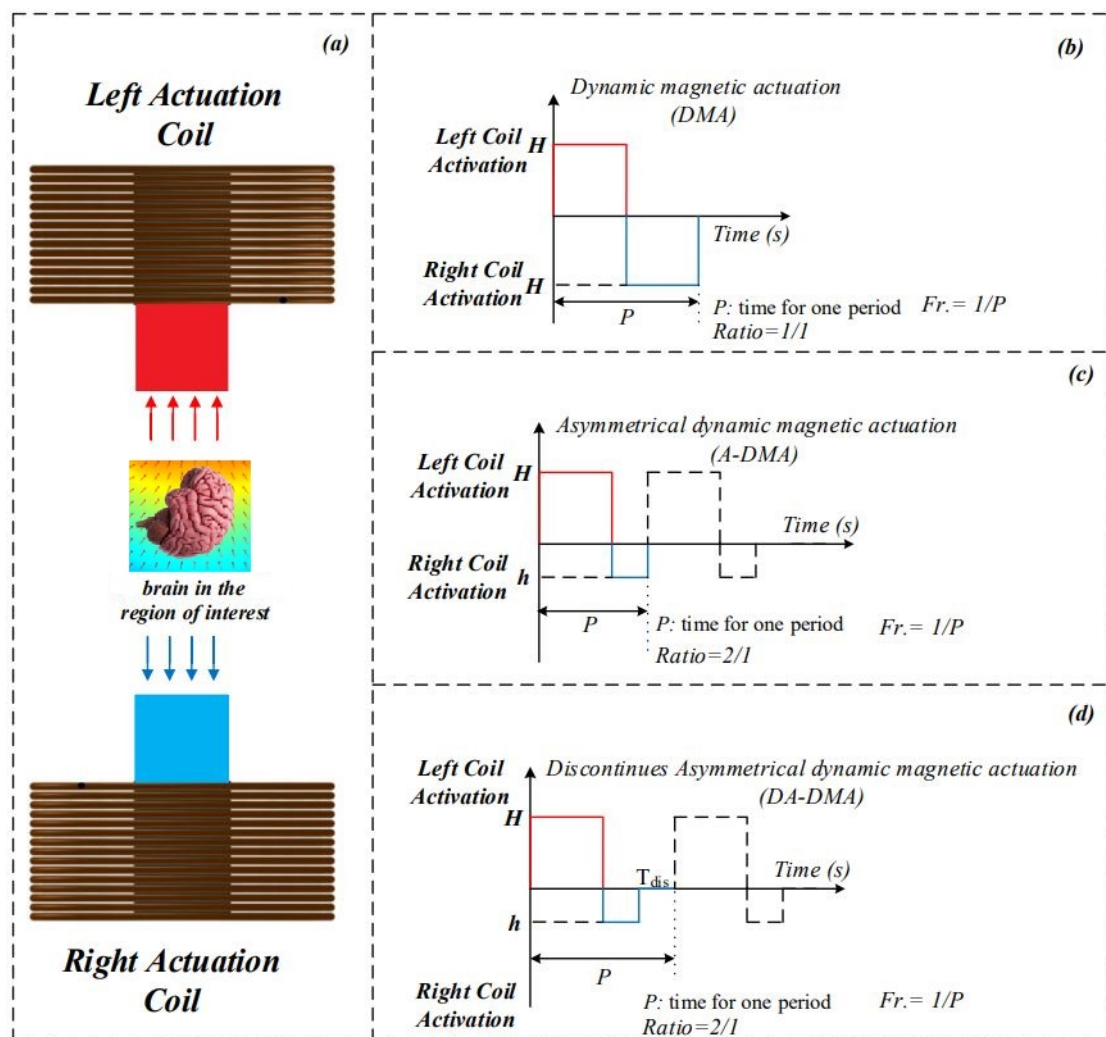 (a)
Left Actuation
Coil
brain in the
region of interest
Right Actuation
Coil
(b)
Dynamic magnetic actuation
(DMA)
Left Coil
Activation
H
Time (s)
Right Coil
Activation
H
P
P: time for one period
Fr.= 1/P
Ratio=1/1
(c)
Asymmetrical dynamic magnetic actuation
(A-DMA)
Left Coil
Activation
H
Time (s)
Right Coil
Activation
h
P
P: time for one period
Fr.= 1/P
Ratio=2/1
(d)
Left Coil
Activation
Discontinues Asymmetrical dynamic magnetic actuation
(DA-DMA)
H
Time (s)
Tdis
h
P
Right Coil
Activation
P: time for one period
Fr.= 1/P
Ratio=2/1